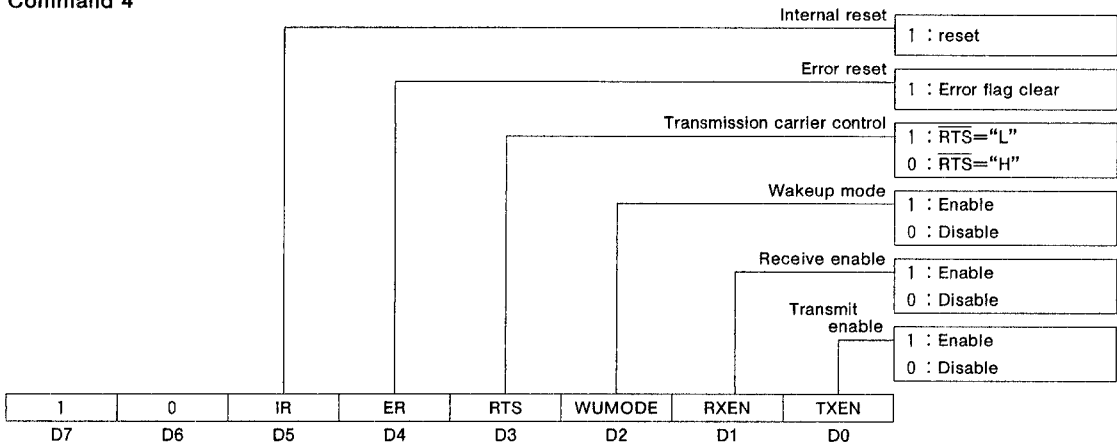 Command 4
Internal reset
1 : reset
Error reset
1 : Error flag clear
Transmission carrier control
1 : R̅T̅S̅="L"
0 : R̅T̅S̅="H"
Wakeup mode
1 : Enable
0 : Disable
Receive enable
1 : Enable
0 : Disable
Transmit
enable
1 : Enable
0 : Disable
1 0 IR ER RTS WUMODE RXEN TXEN
D7 D6 D5 D4 D3 D2 D1 D0